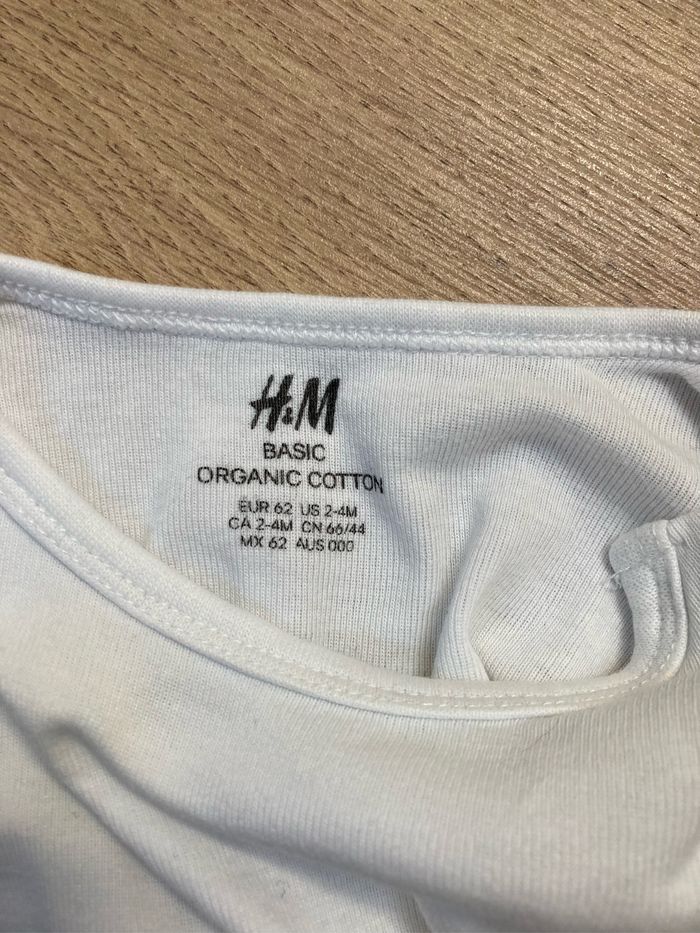 H&M
BASIC
ORGANIC COTTON
EUR 62 US 2-4M
CA 2-4M CN 66/44
MX 62 AUS 000